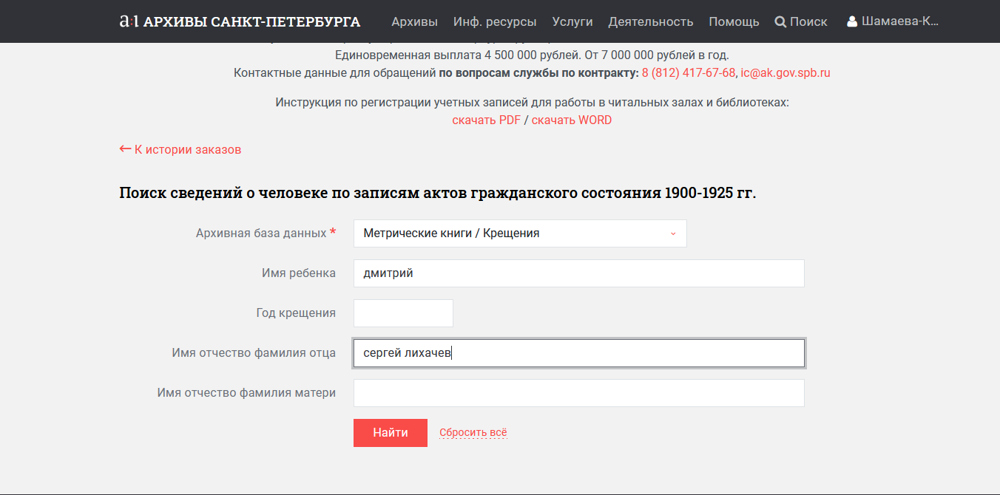 a:1 АРХИВЫ САНКТ-ПЕТЕРБУРГА Архивы Инф. ресурсы Услуги Деятельность Помощь Поиск Шамаева-К...
Единовременная выплата 4 500 000 рублей. От 7 000 000 рублей в год.
Контактные данные для обращений по вопросам службы по контракту: 8 (812) 417-67-68, ic@ak.gov.spb.ru
Инструкция по регистрации учетных записей для работы в читальных залах и библиотеках:
скачать PDF / скачать WORD
← К истории заказов
Поиск сведений о человеке по записям актов гражданского состояния 1900-1925 гг.
Архивная база данных * Метрические книги / Крещения
Имя ребенка дмитрий
Год крещения
Имя отчество фамилия отца сергей лихачев
Имя отчество фамилия матери
Найти Сбросить всё